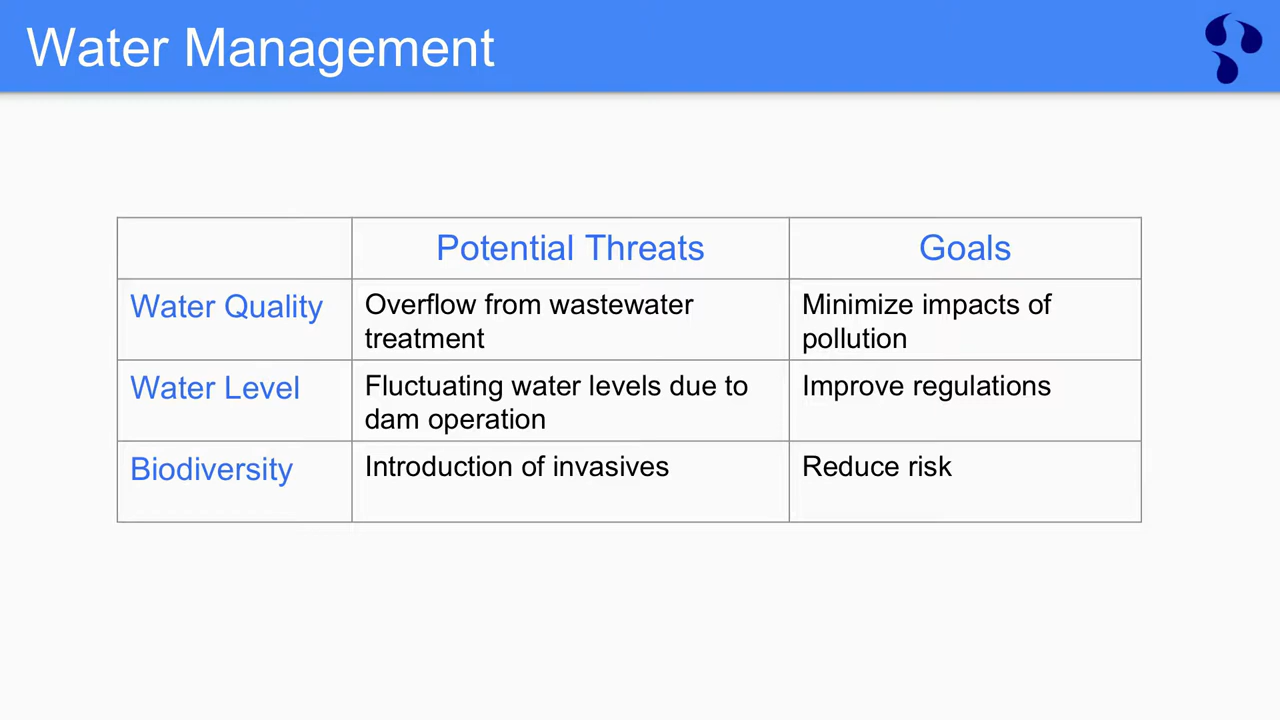 Water Management
Potential Threats
Goals
Water Quality
Overflow from wastewater
treatment
Minimize impacts of
pollution
Water Level
Fluctuating water levels due to
dam operation
Improve regulations
Biodiversity
Introduction of invasives
Reduce risk